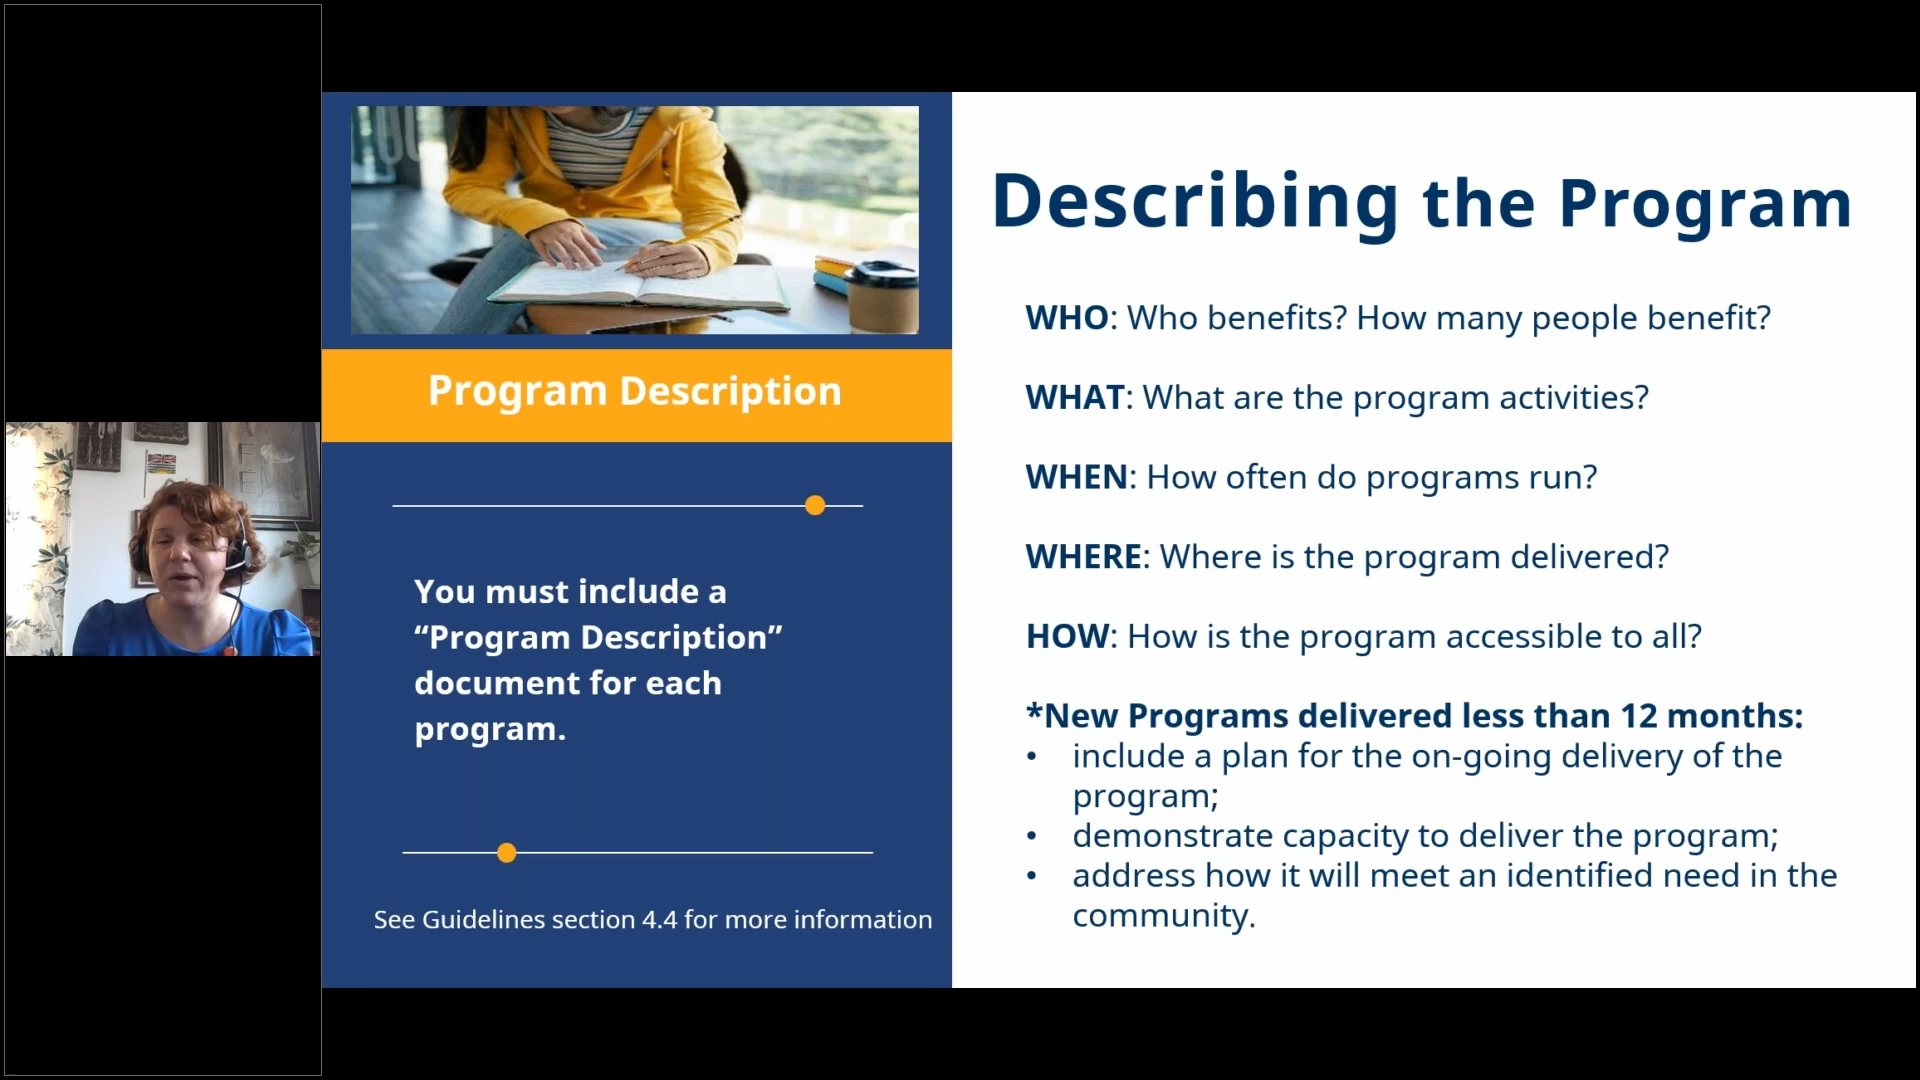 Program Description
You must include a
“Program Description”
document for each
program.
See Guidelines section 4.4 for more information
Describing the Program
WHO: Who benefits? How many people benefit?
WHAT: What are the program activities?
WHEN: How often do programs run?
WHERE: Where is the program delivered?
HOW: How is the program accessible to all?
*New Programs delivered less than 12 months:
• include a plan for the on-going delivery of the
program;
• demonstrate capacity to deliver the program;
• address how it will meet an identified need in the
community.